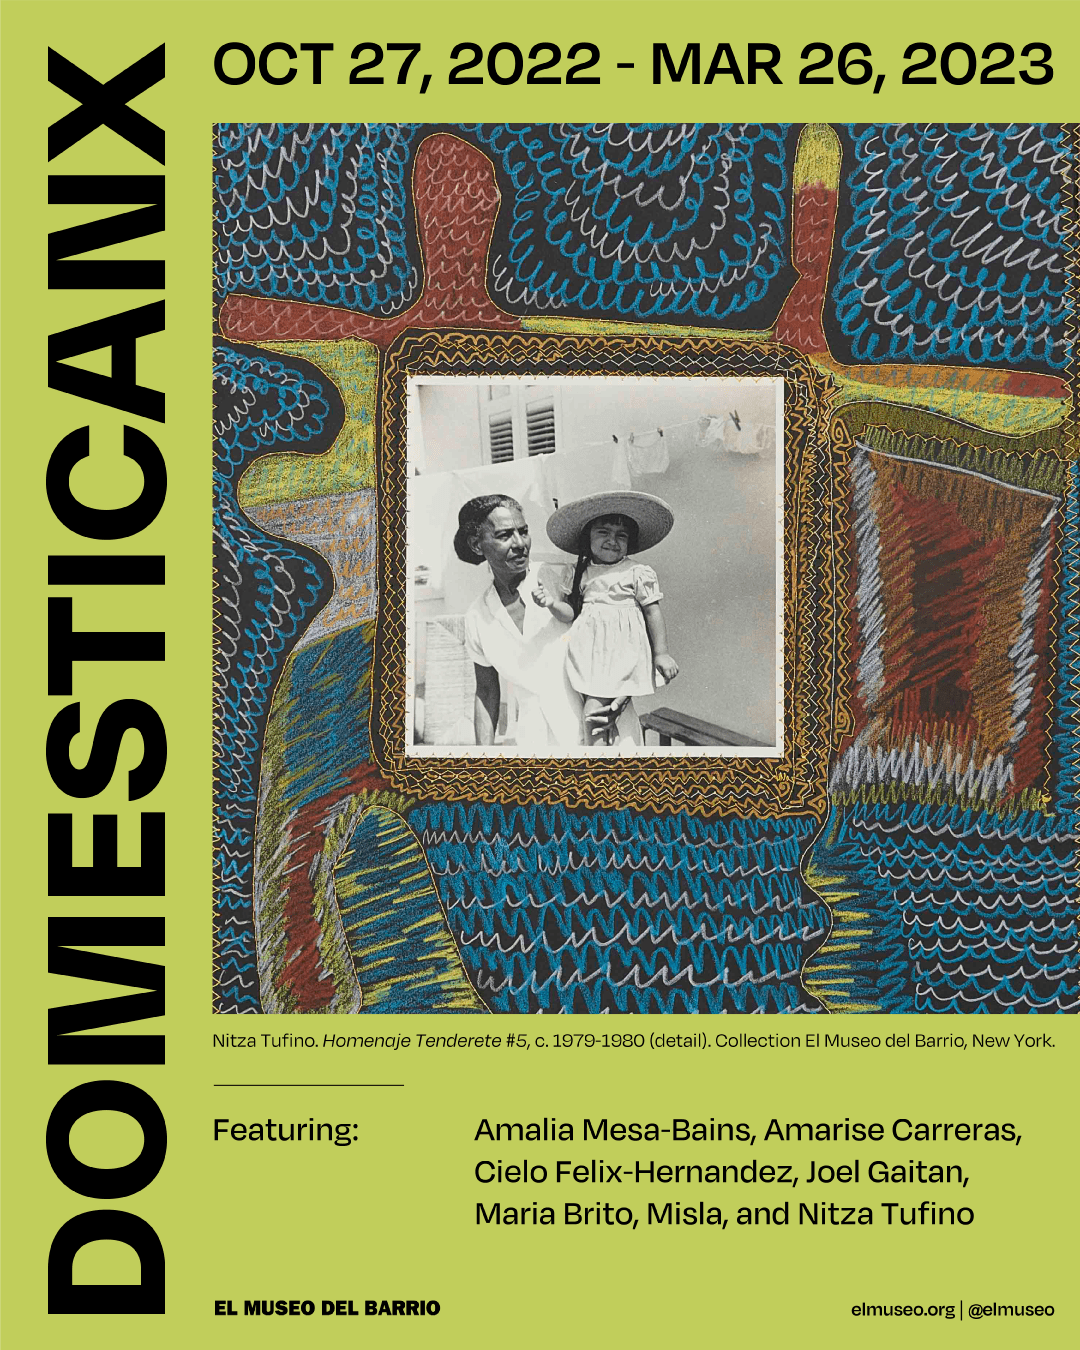 DOMESTICANX
OCT 27, 2022 - MAR 26, 2023
Nitza Tufino. Homenaje Tenderete #5, c. 1979-1980 (detail). Collection El Museo del Barrio, New York.
Featuring:
Amalia Mesa-Bains, Amarise Carreras,
Cielo Felix-Hernandez, Joel Gaitan,
Maria Brito, Misla, and Nitza Tufino
EL MUSEO DEL BARRIO
elmuseo.org | @elmuseo